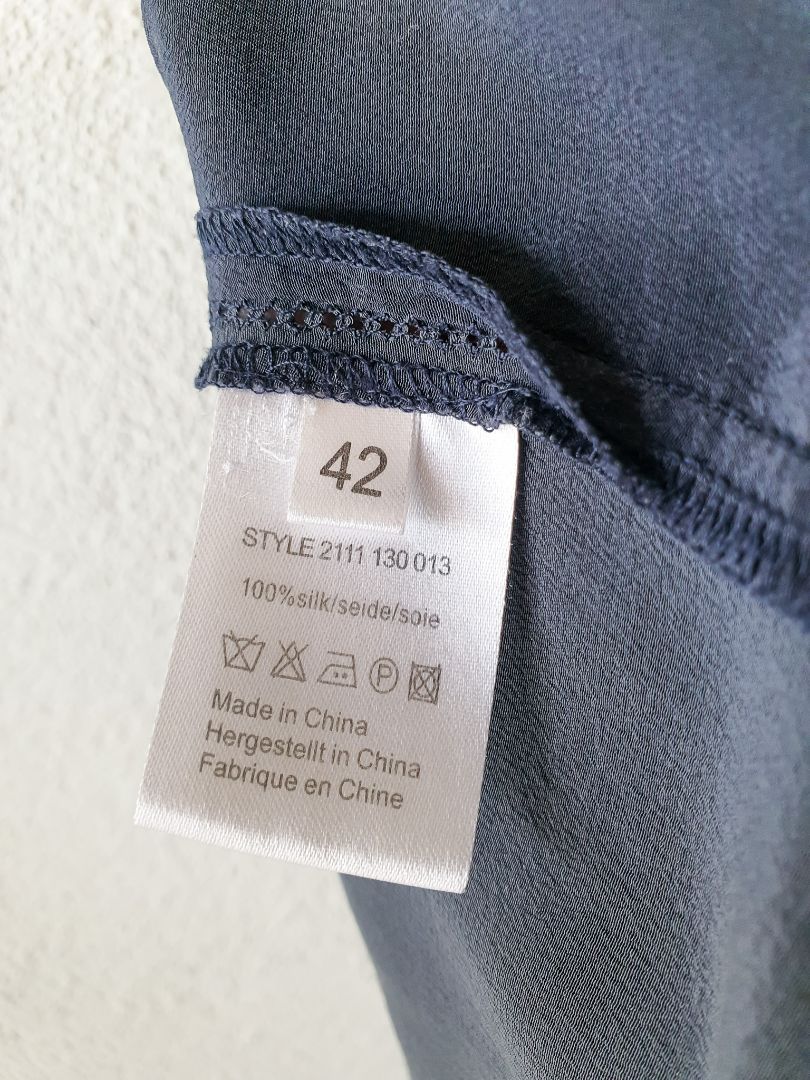 42
STYLE 2111 130 013
100%silk/seide/soie
P
Made in China
Hergestellt in China
Fabrique en Chine